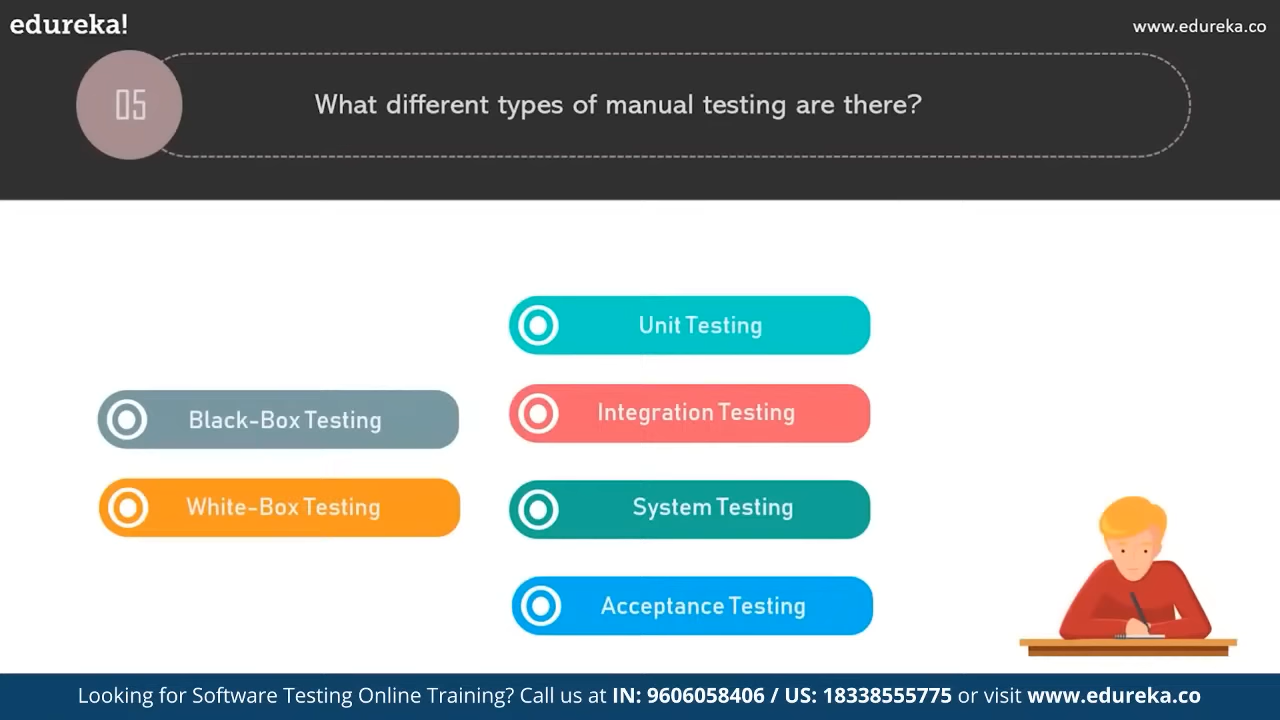 edureka!
www.edureka.co
05
What different types of manual testing are there?
Black-Box Testing
White-Box Testing
Unit Testing
Integration Testing
System Testing
Acceptance Testing
Looking for Software Testing Online Training? Call us at IN: 9606058406 / US: 18338555775 or visit www.edureka.co